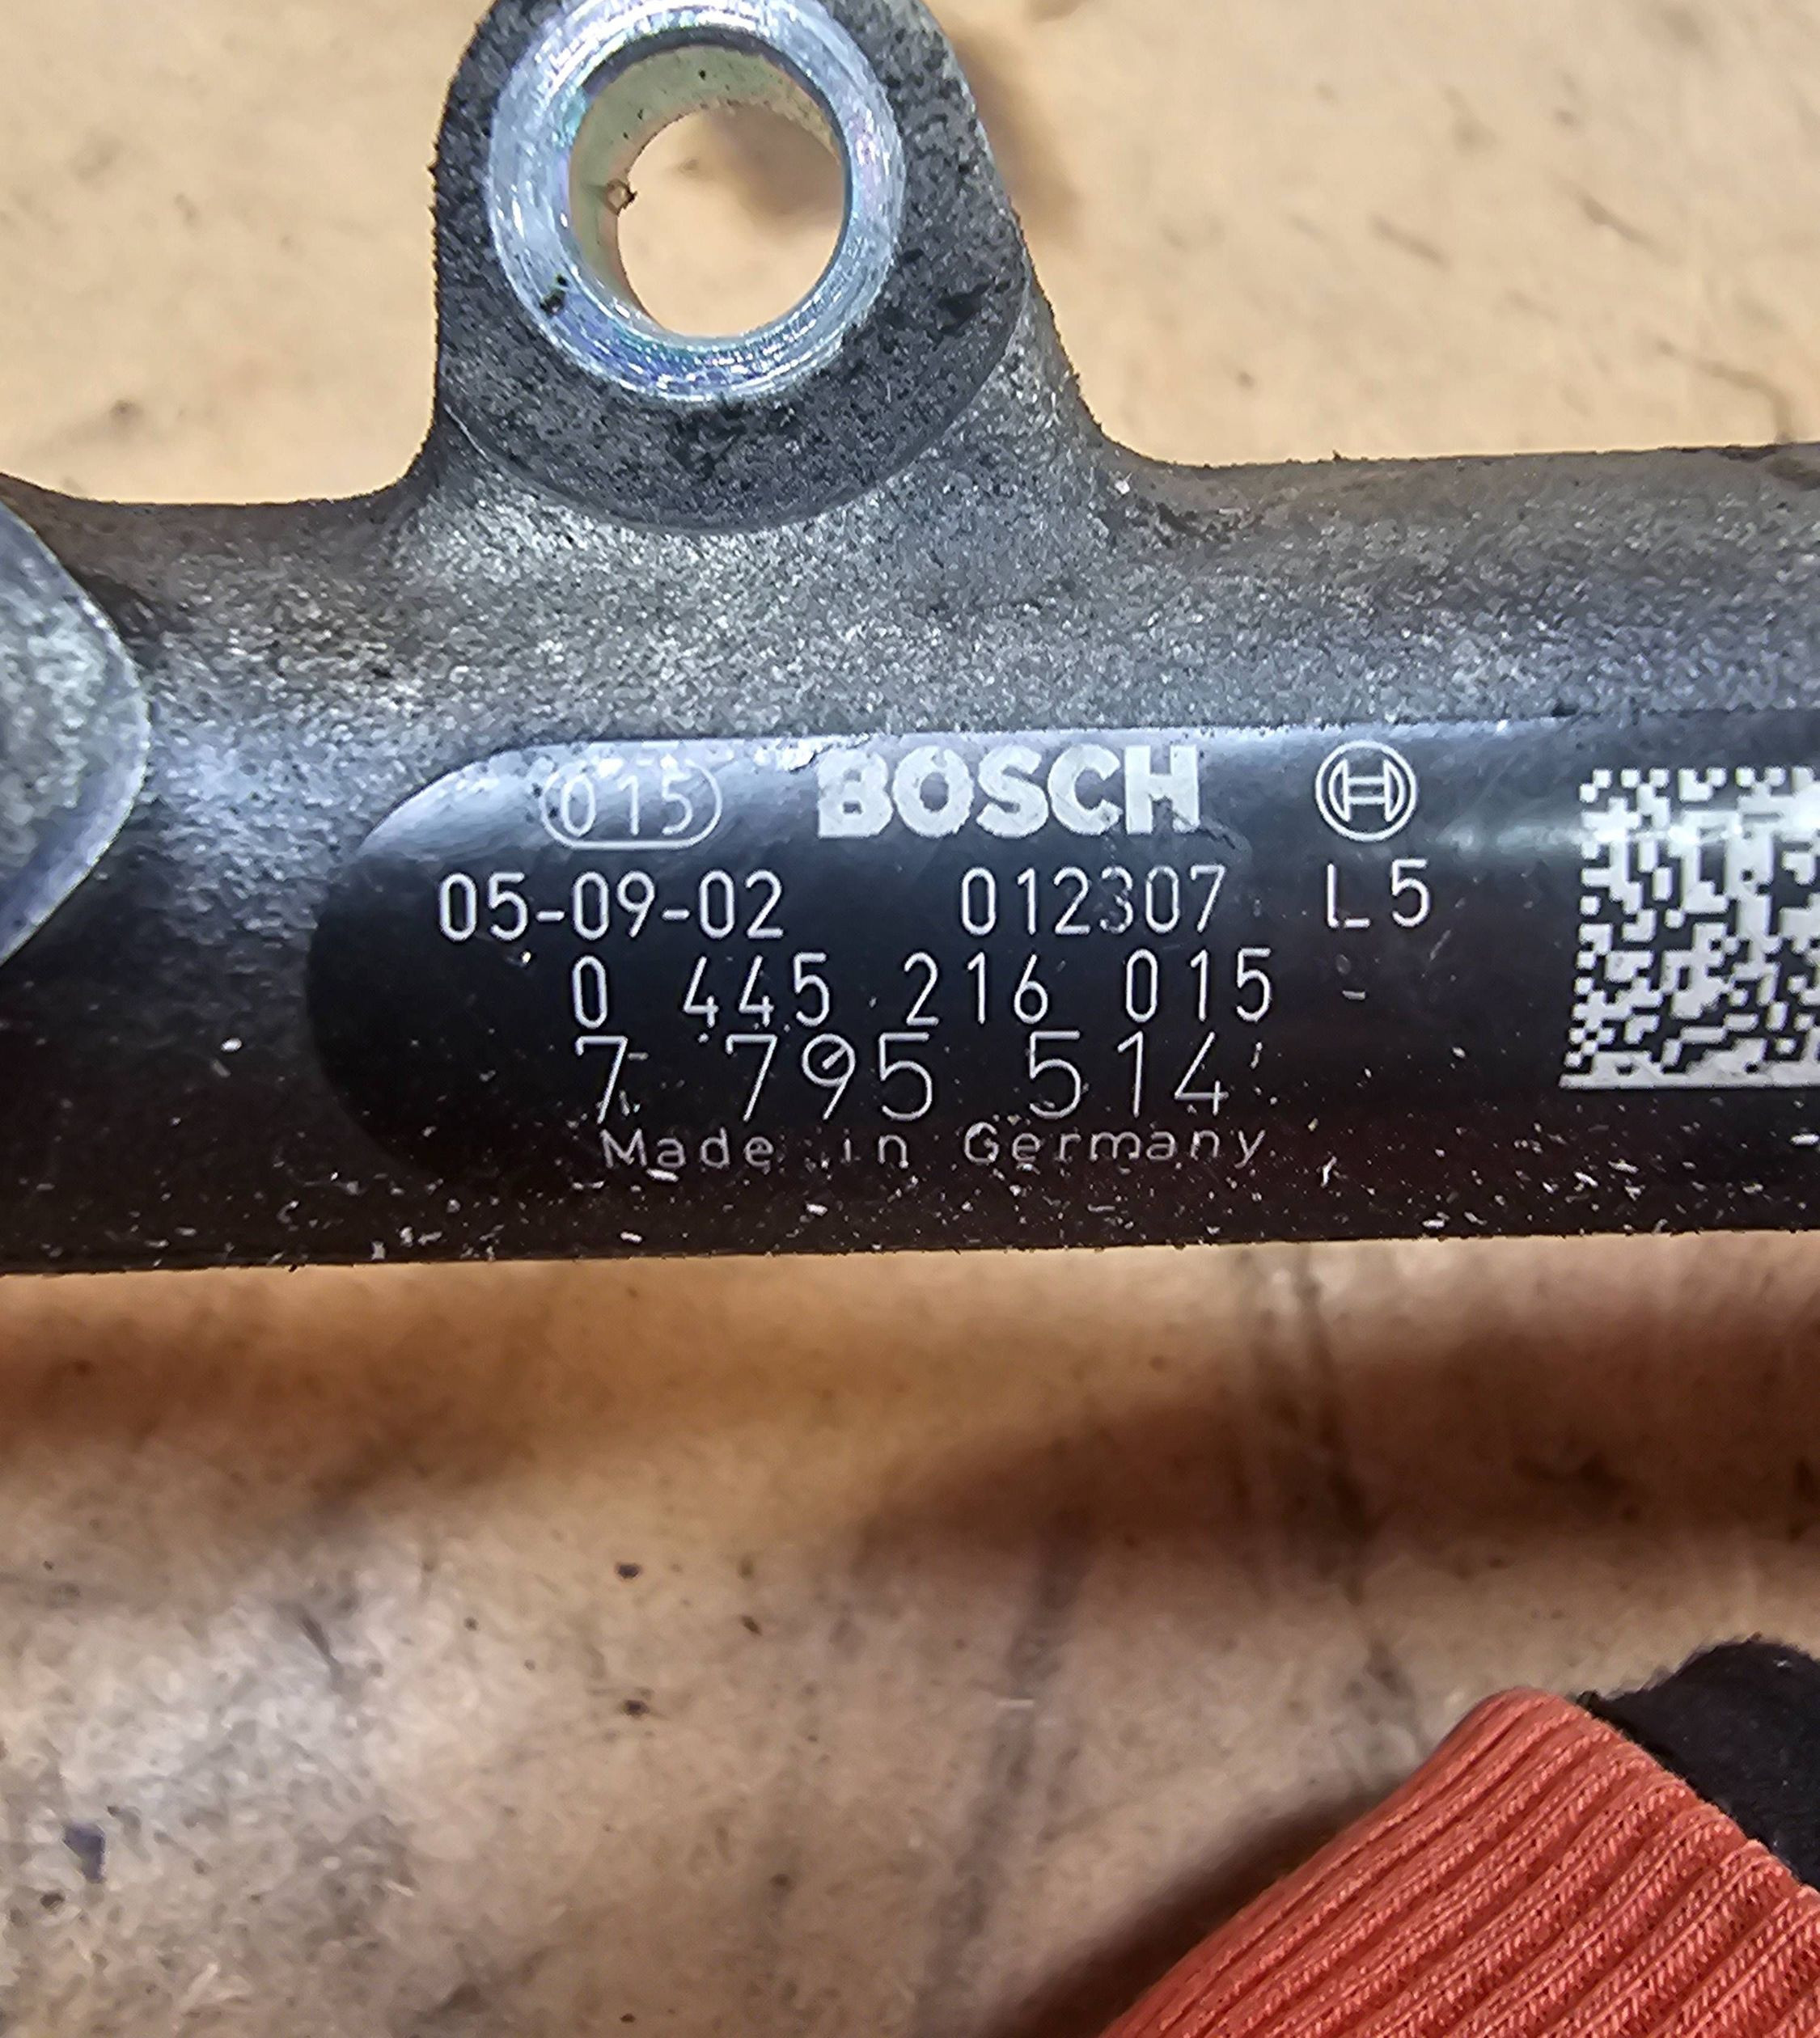 015 BOSCH
05-09-02 012307 L5
0 445 216 015
7 795 514
Made in Germany